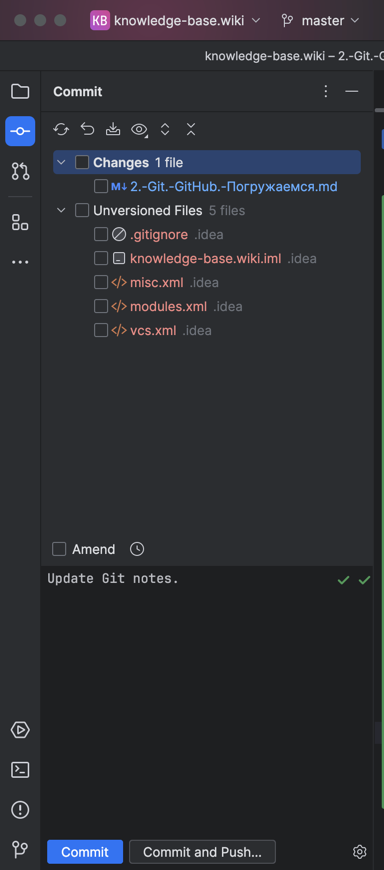 KB knowledge-base.wiki master
knowledge-base.wiki – 2.-Git.-G
Commit
Changes 1 file
M↓ 2.-Git.-GitHub.-Погружаемся.md
Unversioned Files 5 files
.gitignore .idea
knowledge-base.wiki.iml .idea
</> misc.xml .idea
</> modules.xml .idea
</> vcs.xml .idea
Amend
Update Git notes.
Commit Commit and Push...